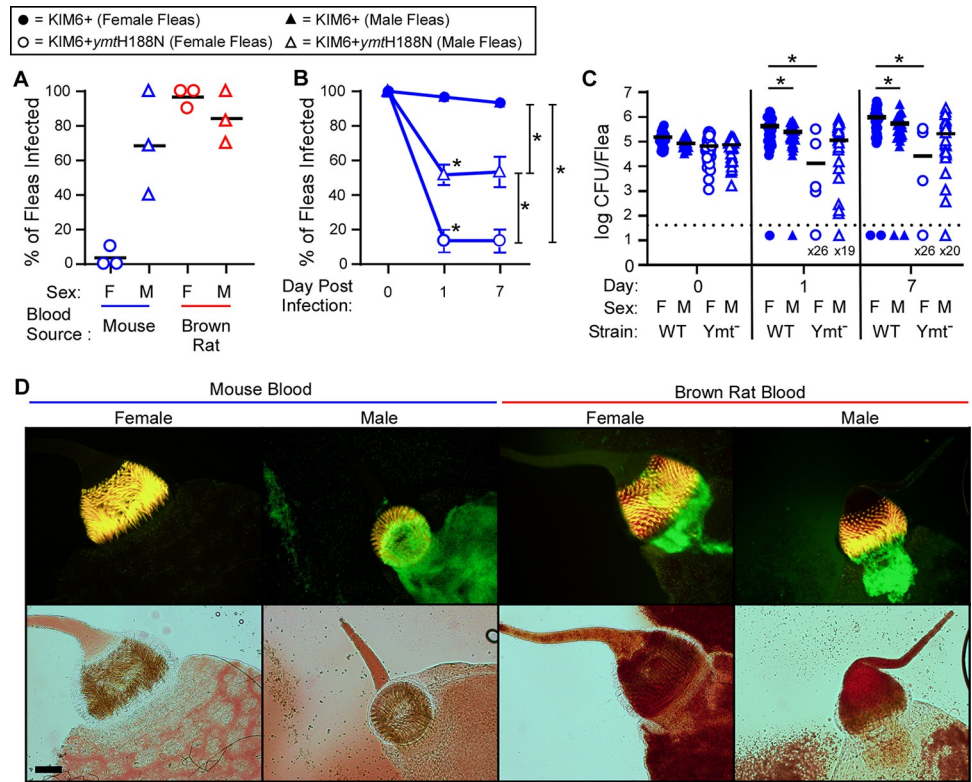 ● = KIM6+ (Female Fleas) ▲ = KIM6+ (Male Fleas)
○ = KIM6+ymtH188N (Female Fleas) △ = KIM6+ymtH188N (Male Fleas)
A
% of Fleas Infected
100
80
60
40
20
0
Sex: F M F M
Blood
Source :
Mouse
Brown
Rat
B
% of Fleas Infected
100
80
60
40
20
0
*
*
*
*
*
Day Post
Infection:
0 1 7
C
log CFU/Flea
7
6
5
4
3
2
1
0
*
*
*
*
x26 x19
x26 x20
Day: 0 1 7
Sex: F M F M F M F M F M F M
Strain: WT Ymt⁻ WT Ymt⁻ WT Ymt⁻
D
Mouse Blood Brown Rat Blood
Female Male Female Male